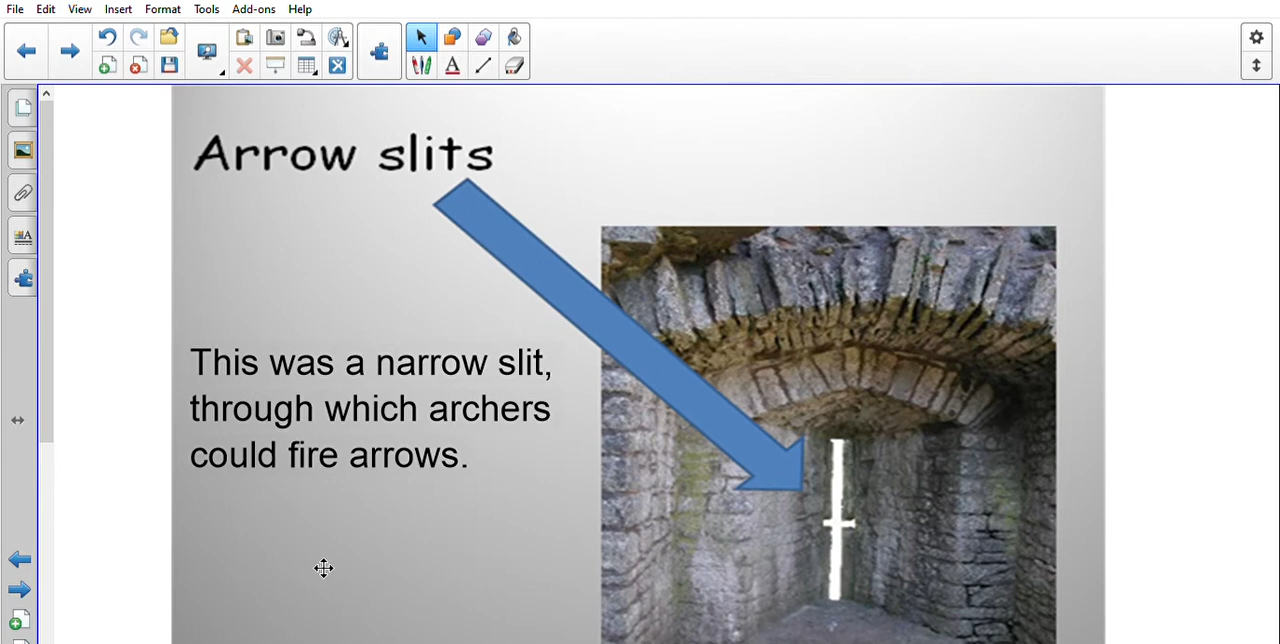 File Edit View Insert Format Tools Add-ons Help
Arrow slits
This was a narrow slit,
through which archers
could fire arrows.